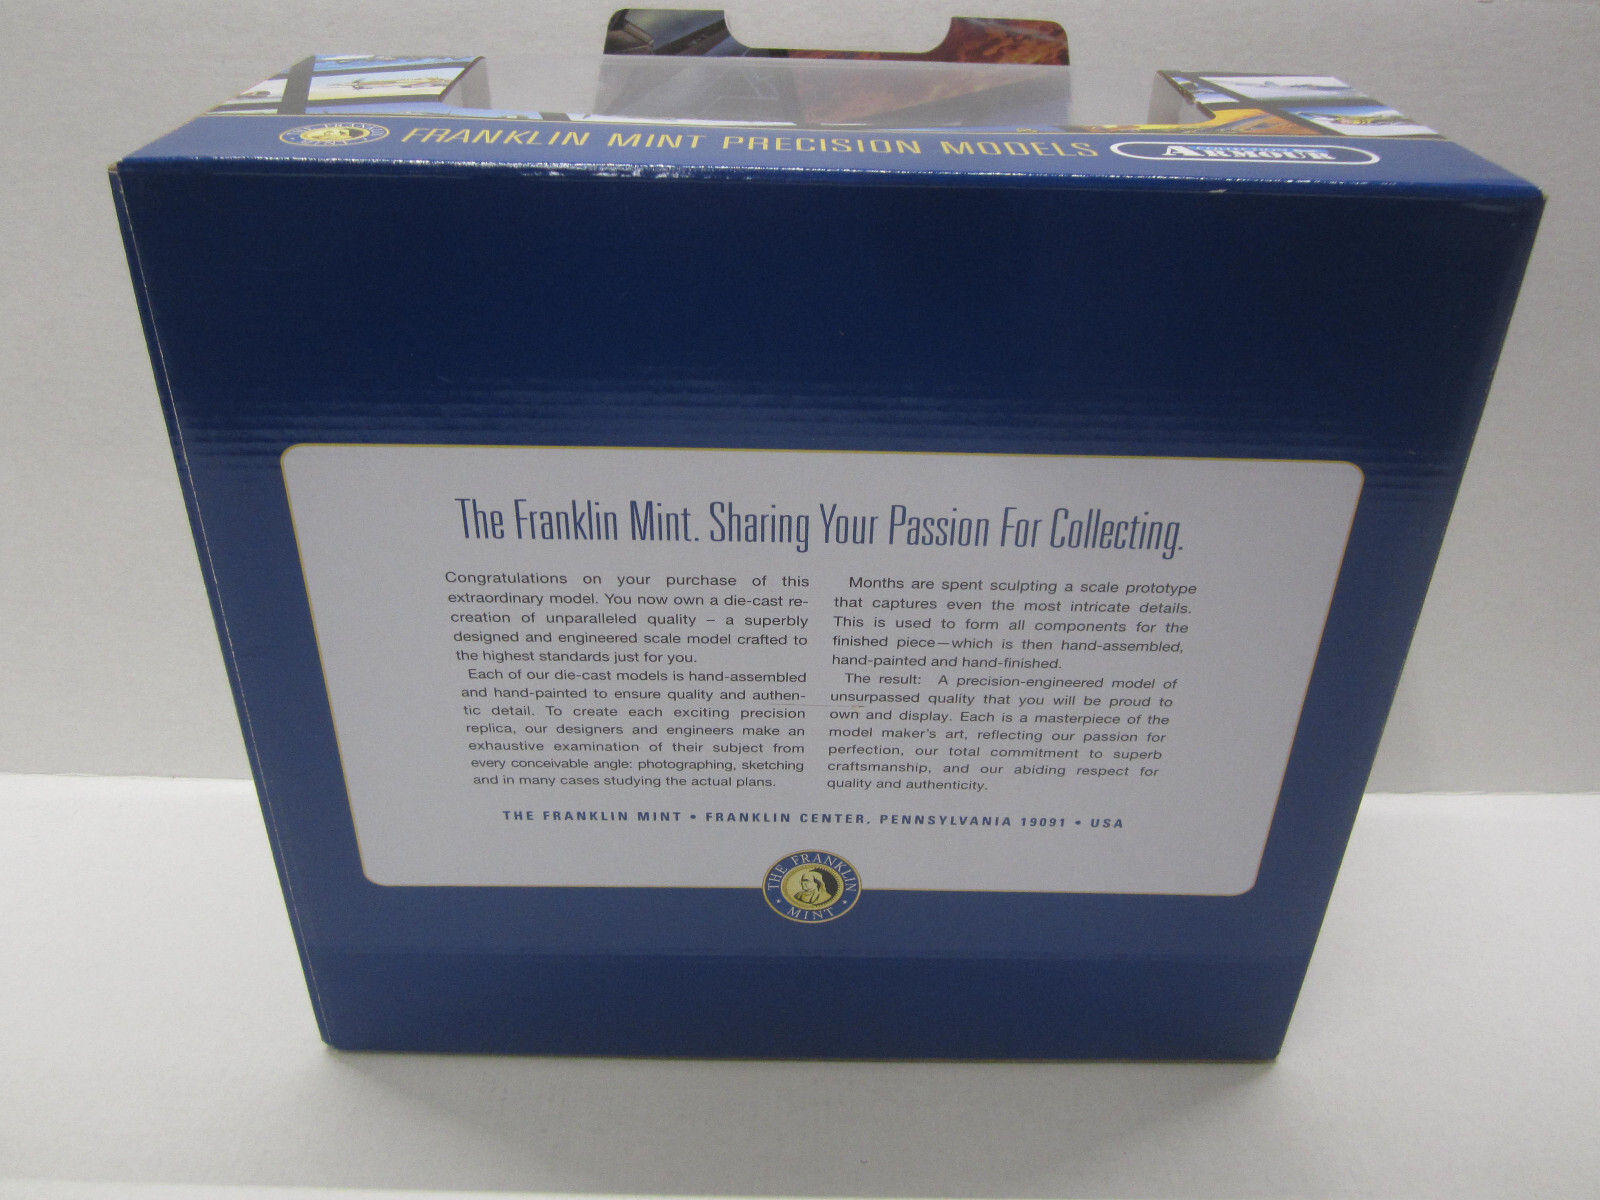 THE FRANKLIN MINT
FRANKLIN MINT PRECISION MODELS
COLLECTION
ARMOUR
The Franklin Mint. Sharing Your Passion For Collecting.
Congratulations on your purchase of this
extraordinary model. You now own a die-cast re-
creation of unparalleled quality – a superbly
designed and engineered scale model crafted to
the highest standards just for you.
Each of our die-cast models is hand-assembled
and hand-painted to ensure quality and authen-
tic detail. To create each exciting precision
replica, our designers and engineers make an
exhaustive examination of their subject from
every conceivable angle: photographing, sketching
and in many cases studying the actual plans.
Months are spent sculpting a scale prototype
that captures even the most intricate details.
This is used to form all components for the
finished piece—which is then hand-assembled,
hand-painted and hand-finished.
The result: A precision-engineered model of
unsurpassed quality that you will be proud to
own and display. Each is a masterpiece of the
model maker's art, reflecting our passion for
perfection, our total commitment to superb
craftsmanship, and our abiding respect for
quality and authenticity.
THE FRANKLIN MINT • FRANKLIN CENTER, PENNSYLVANIA 19091 • USA
THE FRANKLIN
MINT